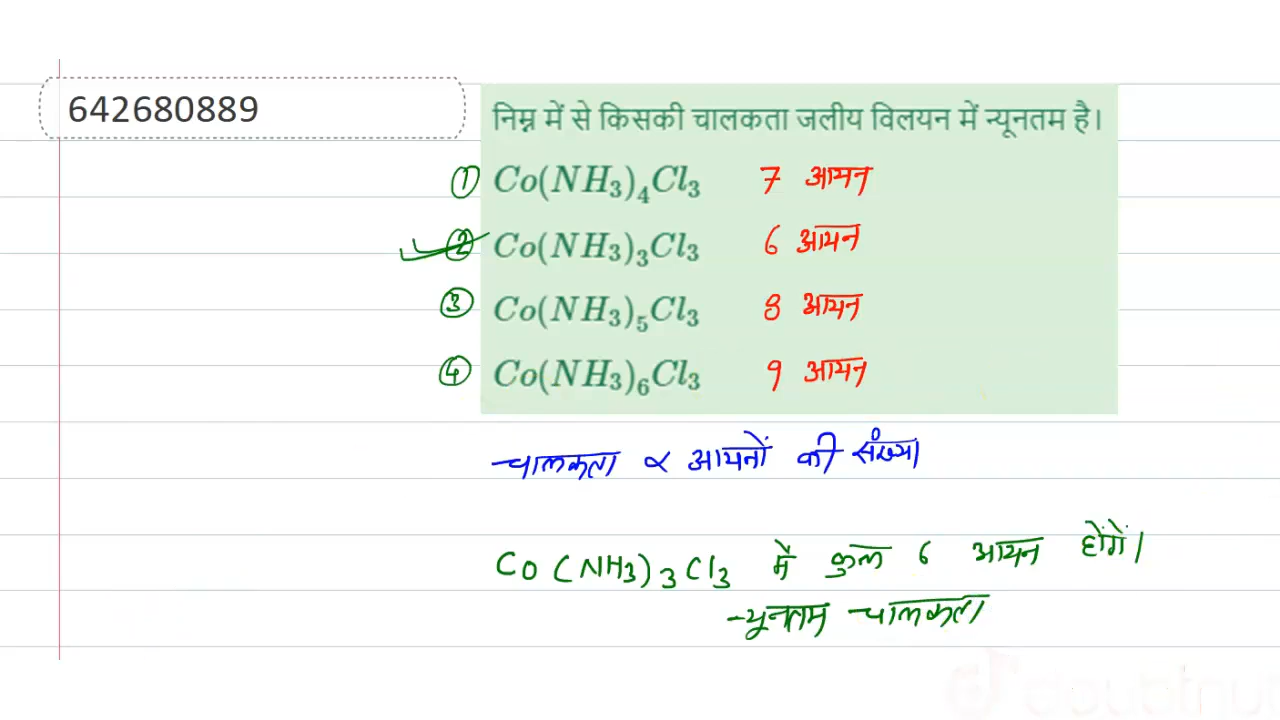 642680889
निम्न में से किसकी चालकता जलीय विलयन में न्यूनतम है।
① Co(NH₃)₄Cl₃ 7 आयन
② Co(NH₃)₃Cl₃ 6 आयन
③ Co(NH₃)₅Cl₃ 8 आयन
④ Co(NH₃)₆Cl₃ 9 आयन
चालकता ∝ आयनों की संख्या
Co(NH₃)₃Cl₃ में कुल 6 आयन होंगे।
न्यूनतम चालकता
doubtnut